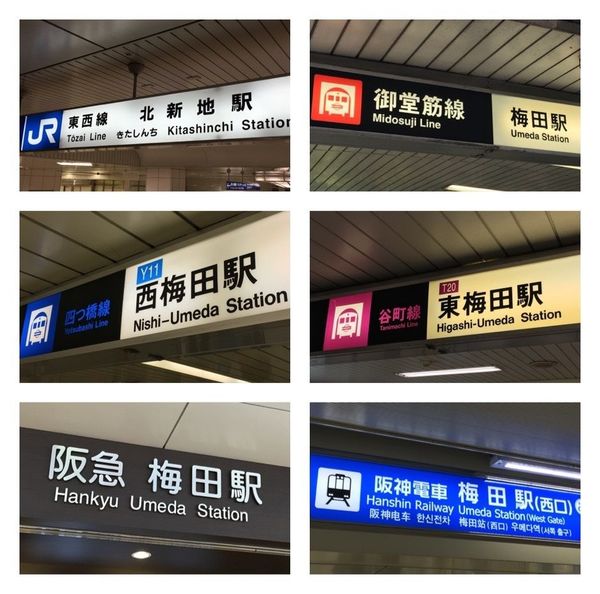 JR 東西線 北新地駅
Tōzai Line きたしんち Kitashinchi Station
御堂筋線 梅田駅
Midosuji Line Umeda Station
Y11
四つ橋線 西梅田駅
Yotsubashi Line Nishi-Umeda Station
T20
谷町線 東梅田駅
Tanimachi Line Higashi-Umeda Station
阪急 梅田駅
Hankyu Umeda Station
阪神電車 梅田駅(西口)
Hanshin Railway Umeda Station(West Gate)
阪神电车 한신전차 梅田站(西口) 우메다역(서쪽 출구)